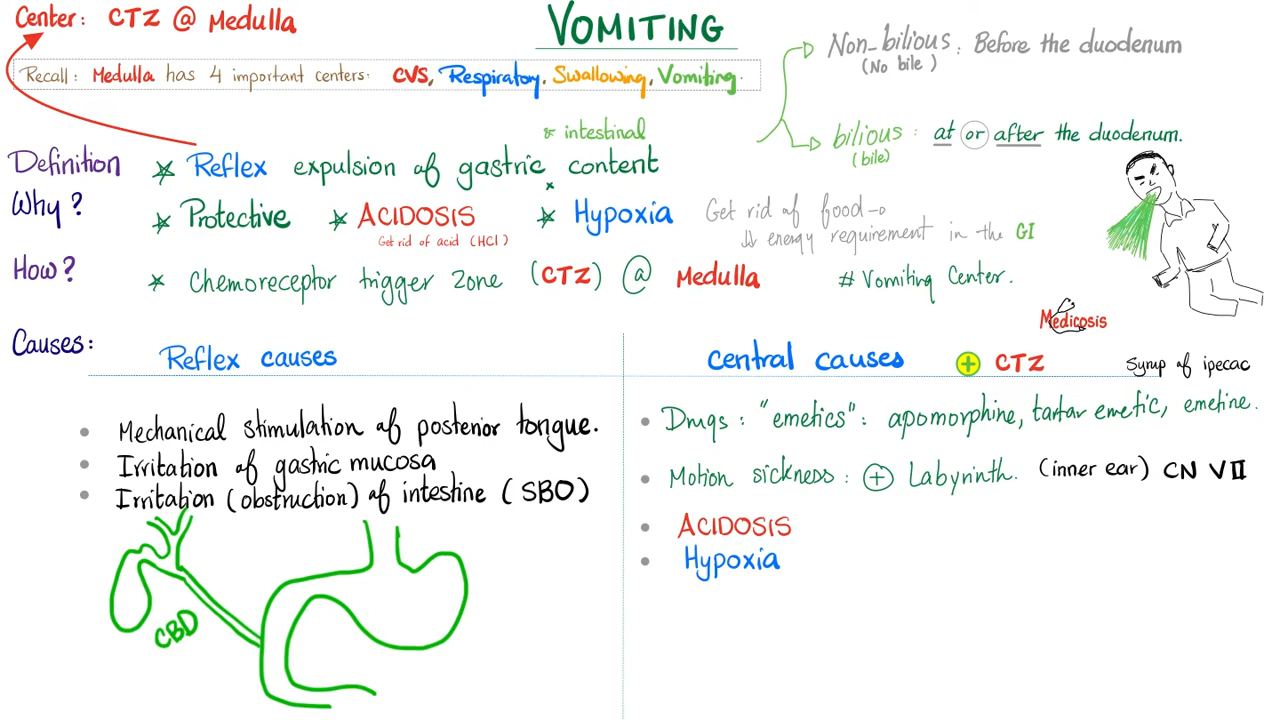 Center: CTZ @ Medulla
VOMITING
Recall: Medulla has 4 important centers: CVS, Respiratory, Swallowing, Vomiting.
Non-bilious: Before the duodenum
(No bile)
bilious: at or after the duodenum.
(bile)
& intestinal
Definition * Reflex expulsion of gastric x content
Why? * Protective * ACIDOSIS * Hypoxia
Get rid of acid (HCl)
Get rid of food →
↓↓ energy requirement in the GI
How? * Chemoreceptor trigger zone (CTZ) @ Medulla # Vomiting Center.
Medicosis
Causes:
Reflex causes
• Mechanical stimulation of posterior tongue.
• Irritation of gastric mucosa
• Irritation (obstruction) of intestine (SBO)
CBD
Central causes + CTZ Syrup of ipecac
• Drugs: "emetics": apomorphine, tartar emetic, emetine.
• Motion sickness: + Labyrinth. (inner ear) CN VII
• ACIDOSIS
• Hypoxia